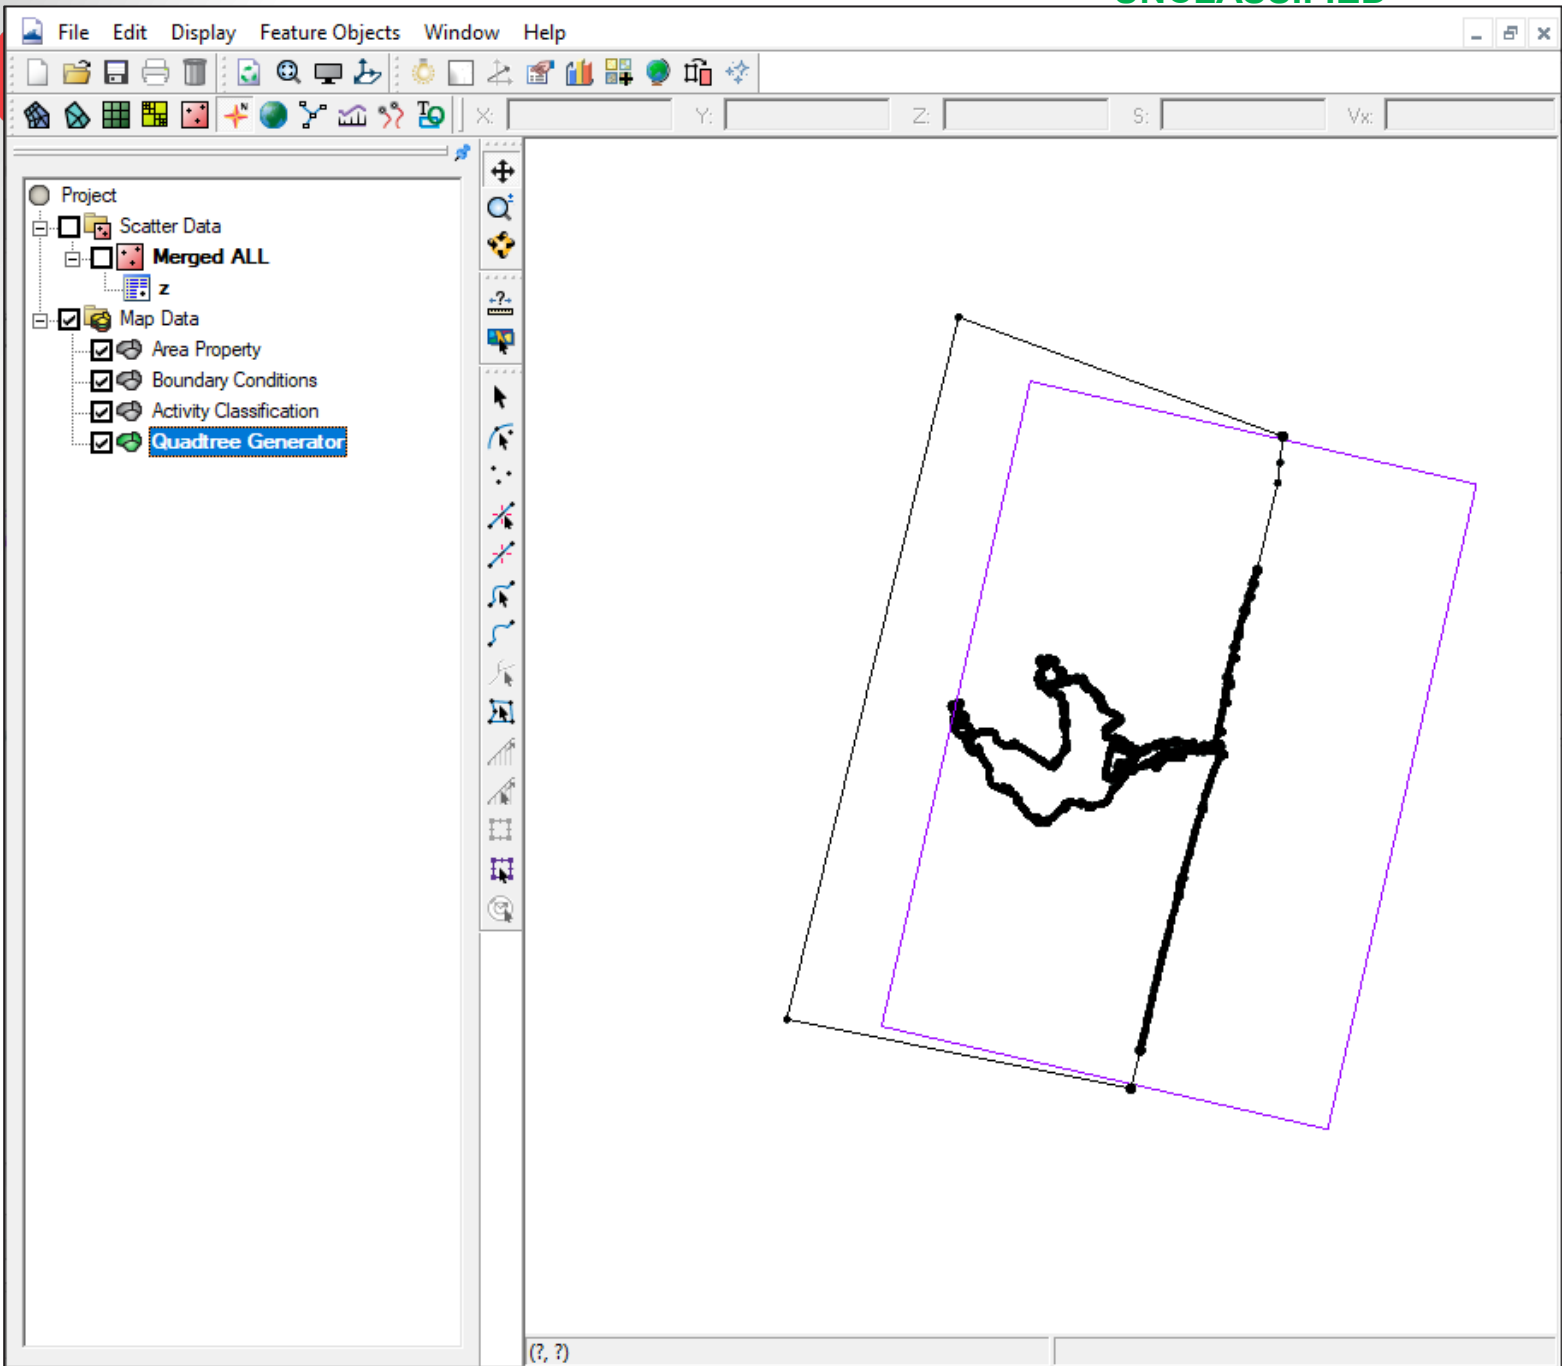 UNCLASSIFIED
File Edit Display Feature Objects Window Help
X: Y: Z: S: Vx:
Project
Scatter Data
Merged ALL
z
Map Data
Area Property
Boundary Conditions
Activity Classification
Quadtree Generator
(?, ?)